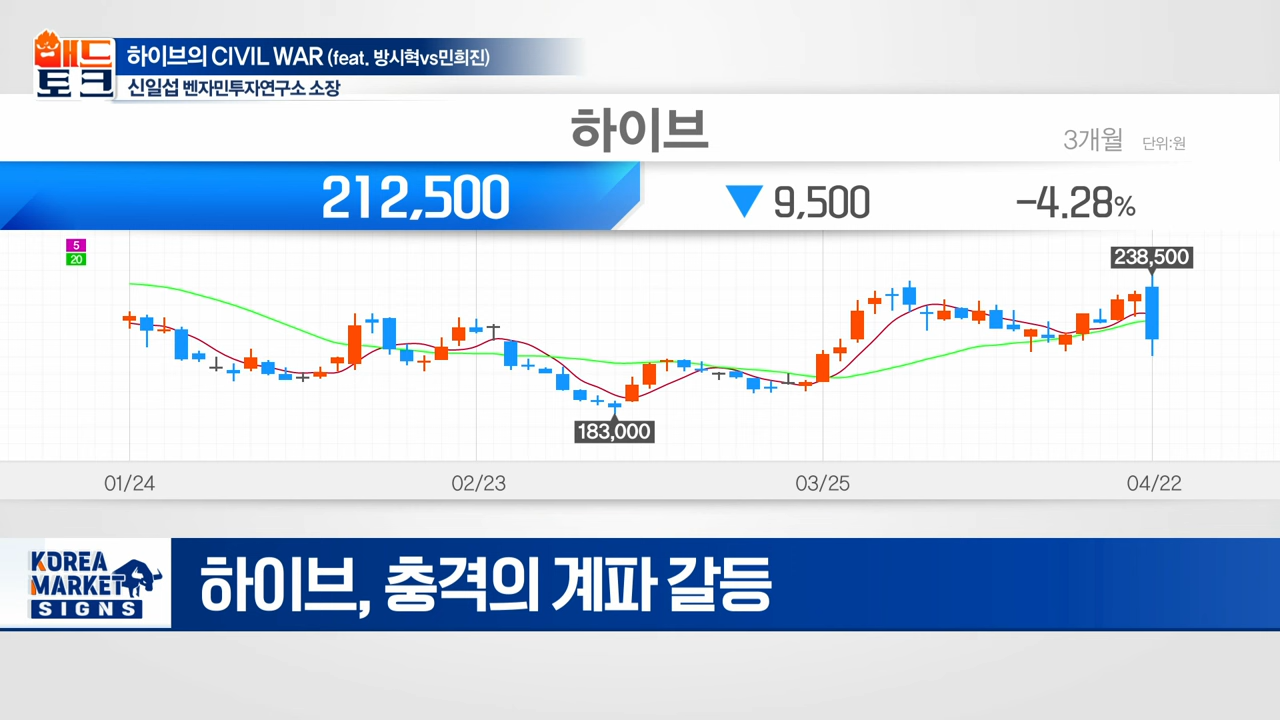 매드
토크
하이브의 CIVIL WAR (feat. 방시혁vs민희진)
신일섭 벤자민투자연구소 소장
하이브
3개월 단위:원
212,500 ▼ 9,500 -4.28%
5
20
238,500
183,000
01/24 02/23 03/25 04/22
KOREA
MARKET
SIGNS
하이브, 충격의 계파 갈등